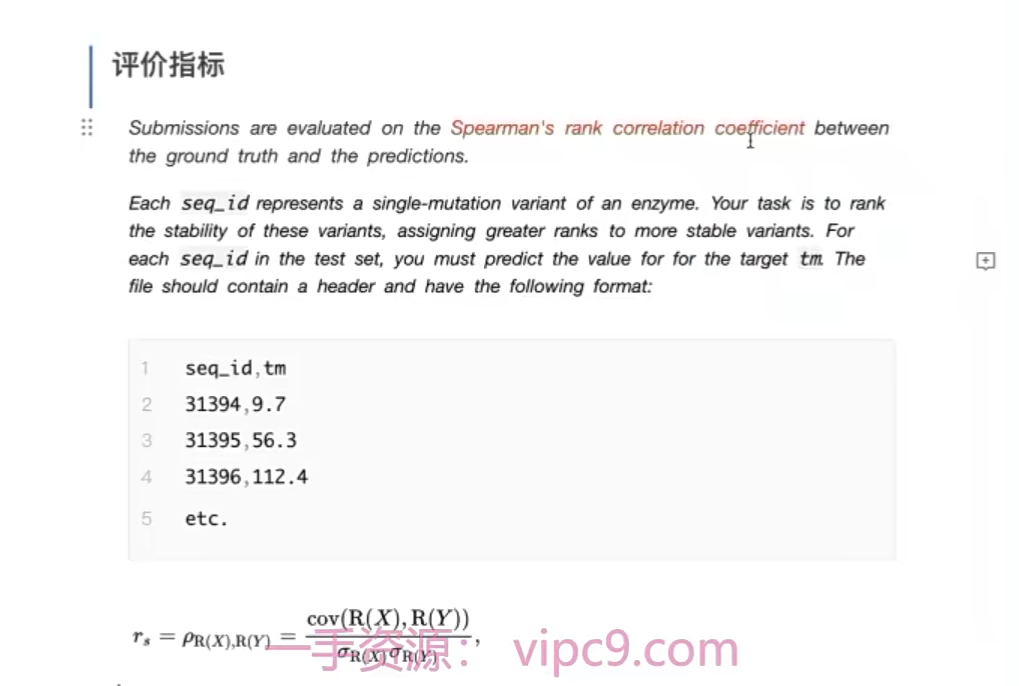 评价指标
Submissions are evaluated on the Spearman's rank correlation coefficient between
the ground truth and the predictions.
Each seq_id represents a single-mutation variant of an enzyme. Your task is to rank
the stability of these variants, assigning greater ranks to more stable variants. For
each seq_id in the test set, you must predict the value for for the target tm. The
file should contain a header and have the following format:
1 seq_id,tm
2 31394,9.7
3 31395,56.3
4 31396,112.4
5 etc.
r_s = ρ_{R(X),R(Y)} = cov(R(X), R(Y)) / σ_{R(X)}σ_{R(Y)},
一手资源： vipc9.com